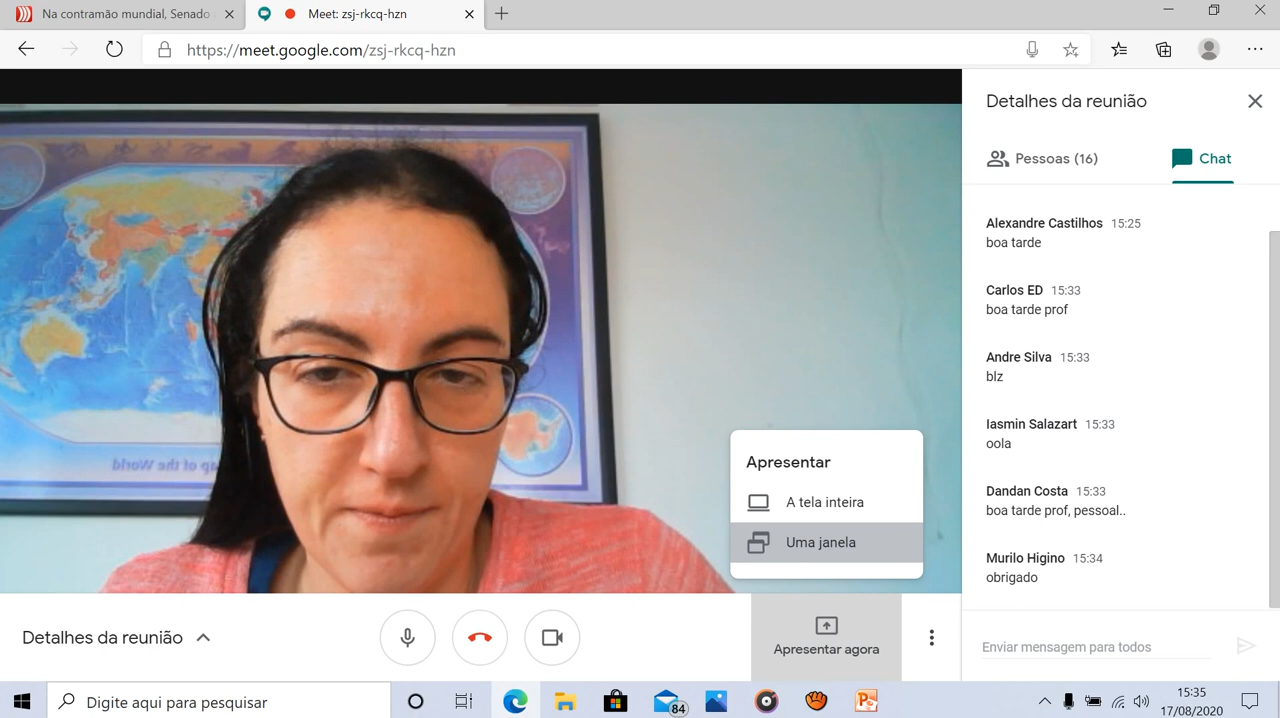 Na contramão mundial, Senado
Meet: zsj-rkcq-hzn
https://meet.google.com/zsj-rkcq-hzn
Map of the World
Detalhes da reunião
Pessoas (16)
Chat
Alexandre Castilhos 15:25
boa tarde
Carlos ED 15:33
boa tarde prof
Andre Silva 15:33
blz
Iasmin Salazart 15:33
oola
Dandan Costa 15:33
boa tarde prof, pessoal..
Murilo Higino 15:34
obrigado
Enviar mensagem para todos
Apresentar
A tela inteira
Uma janela
Detalhes da reunião
Apresentar agora
Digite aqui para pesquisar
84
15:35
17/08/2020